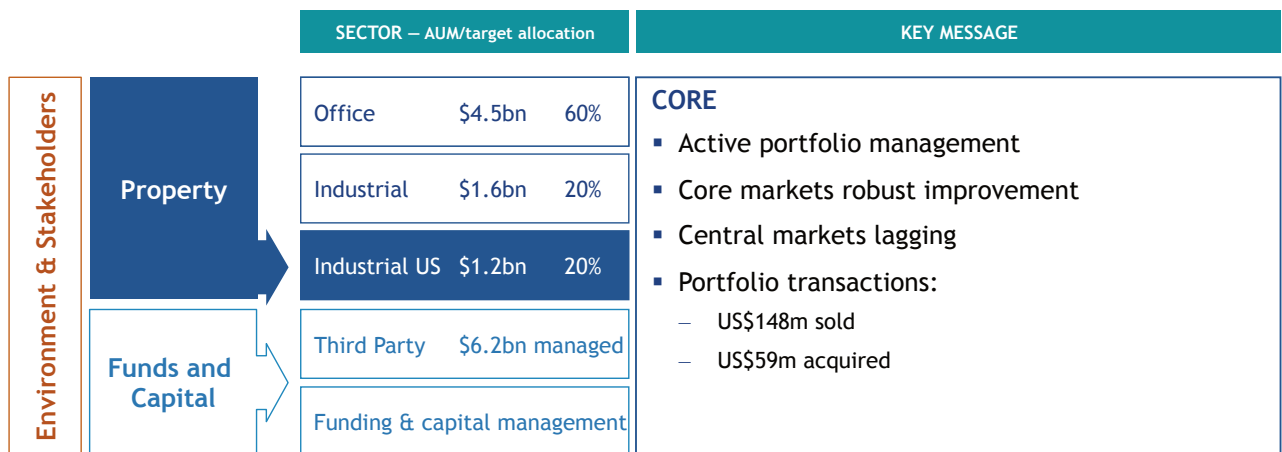 SECTOR — AUM/target allocation
KEY MESSAGE
Environment & Stakeholders
Property
Office $4.5bn 60%
Industrial $1.6bn 20%
Industrial US $1.2bn 20%
Funds and
Capital
Third Party $6.2bn managed
Funding & capital management
CORE
▪ Active portfolio management
▪ Core markets robust improvement
▪ Central markets lagging
▪ Portfolio transactions:
– US$148m sold
– US$59m acquired